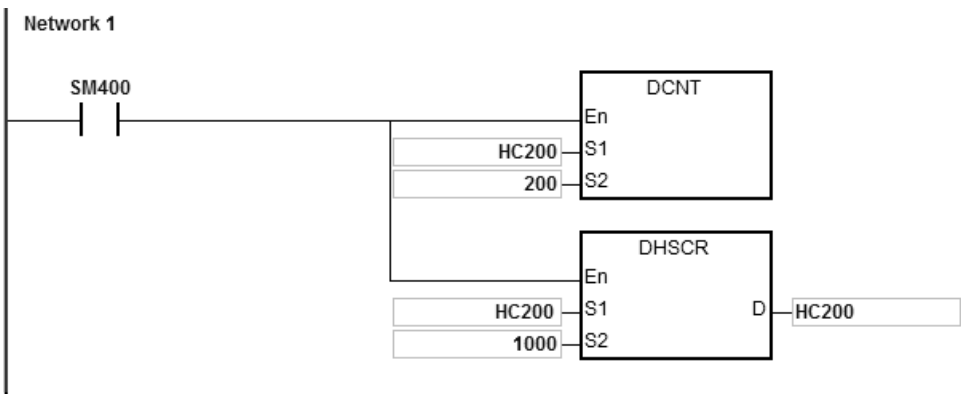 Network 1
SM400
DCNT
En
HC200 S1
200 S2
DHSCR
En
HC200 S1 D HC200
1000 S2